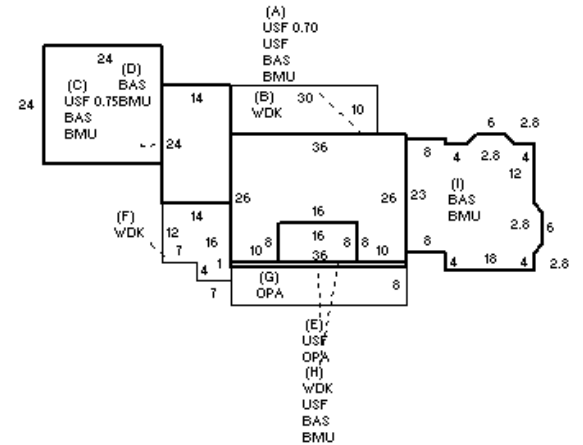 (A)
USF 0.70
USF
BAS
BMU
24
(D)
(C) BAS
USF 0.75BMU
BAS
BMU
24
24
14
(B) 30
WDK
10
36
6
2.8
8
4
2.8
4
12
(I)
BAS
BMU
26
26
23
14
16
(F)
WDK
12
7
16
16
8
8
8
10
36
10
8
2.8
6
4
1
4
18
4
2.8
7
(G)
OPA
8
(E)
USF
OPA
(H)
WDK
USF
BAS
BMU